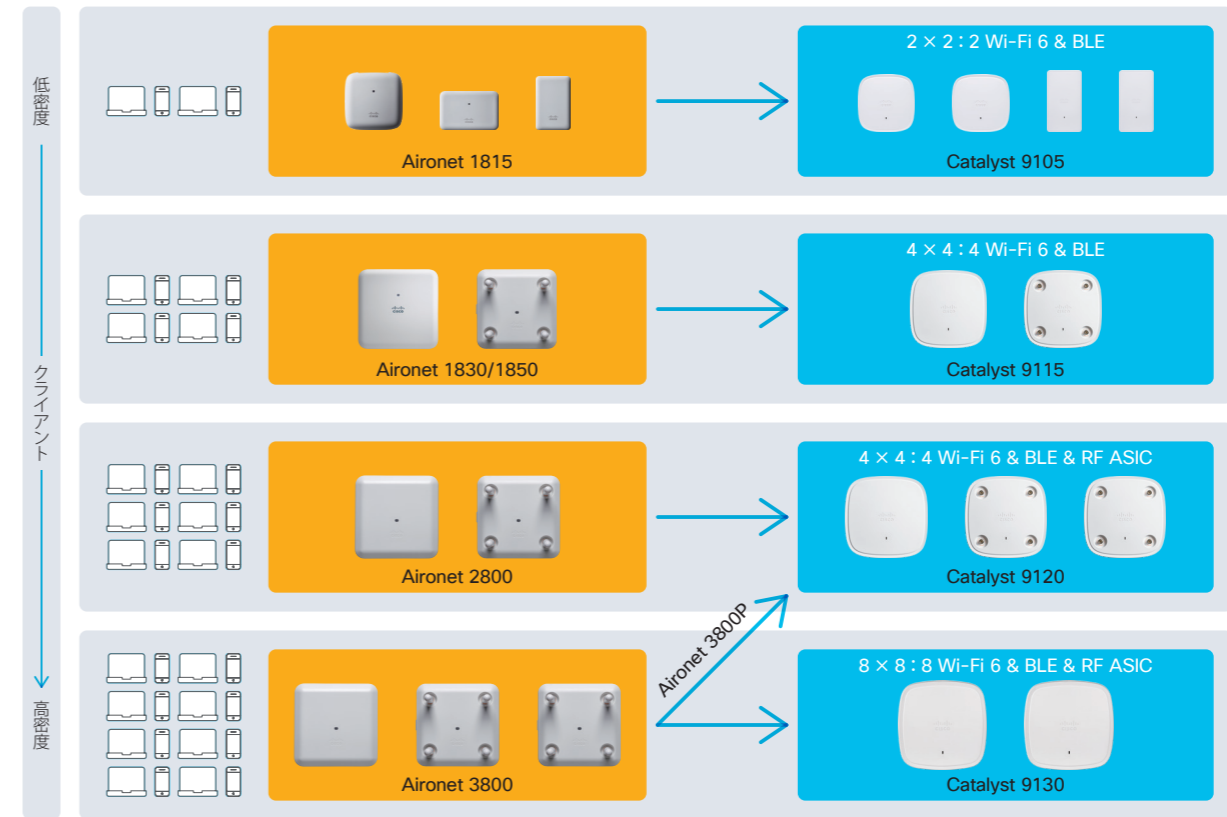 低密度
クライアント
高密度
2 × 2 : 2 Wi-Fi 6 & BLE
Aironet 1815
Catalyst 9105
4 × 4 : 4 Wi-Fi 6 & BLE
Aironet 1830/1850
Catalyst 9115
4 × 4 : 4 Wi-Fi 6 & BLE & RF ASIC
Aironet 2800
Catalyst 9120
Aironet 3800P
8 × 8 : 8 Wi-Fi 6 & BLE & RF ASIC
Aironet 3800
Catalyst 9130